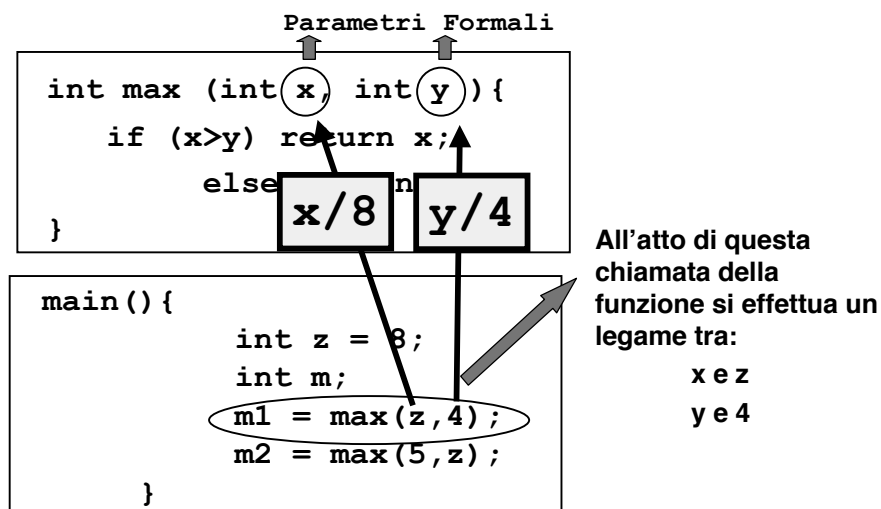 Parametri Formali
int max (int x, int y ){
if (x>y) return x;
else n
x/8
y/4
}
All'atto di questa
chiamata della
funzione si effettua un
legame tra:
x e z
y e 4
main(){
int z = 8;
int m;
m1 = max(z,4);
m2 = max(5,z);
}